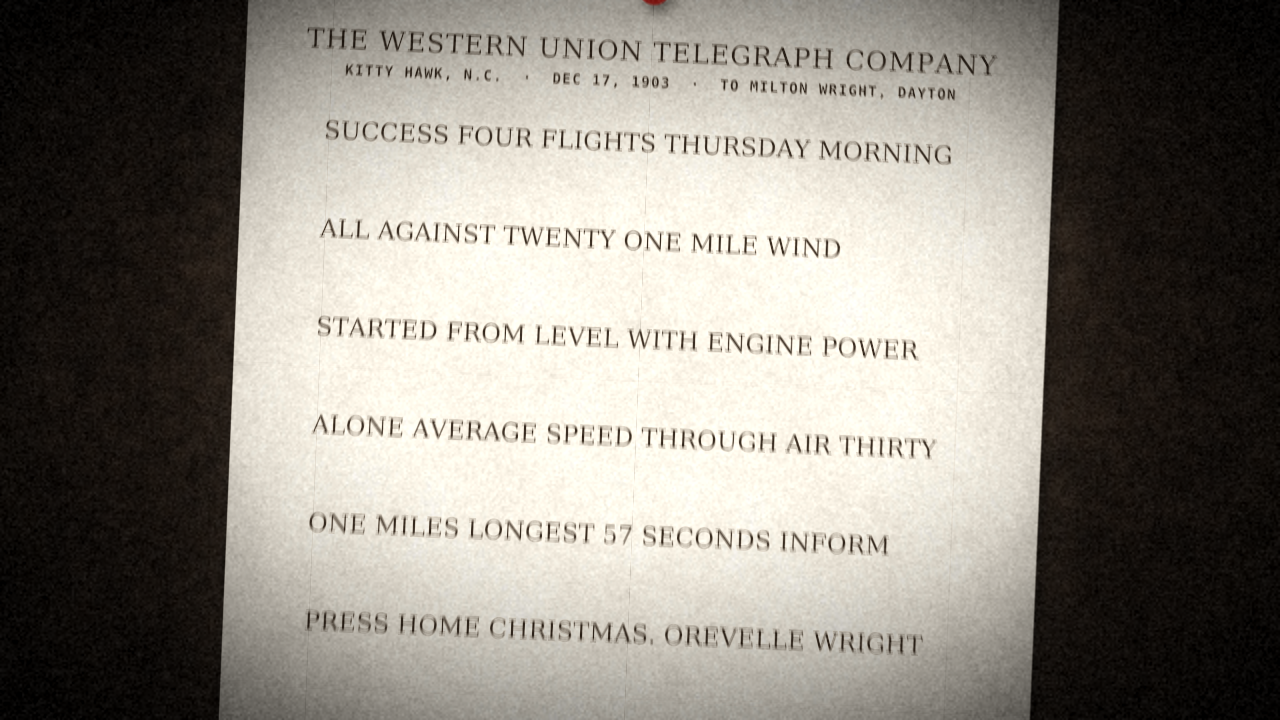 THE WESTERN UNION TELEGRAPH COMPANY
KITTY HAWK, N.C. · DEC 17, 1903 · TO MILTON WRIGHT, DAYTON
SUCCESS FOUR FLIGHTS THURSDAY MORNING
ALL AGAINST TWENTY ONE MILE WIND
STARTED FROM LEVEL WITH ENGINE POWER
ALONE AVERAGE SPEED THROUGH AIR THIRTY
ONE MILES LONGEST 57 SECONDS INFORM
PRESS HOME CHRISTMAS. OREVELLE WRIGHT